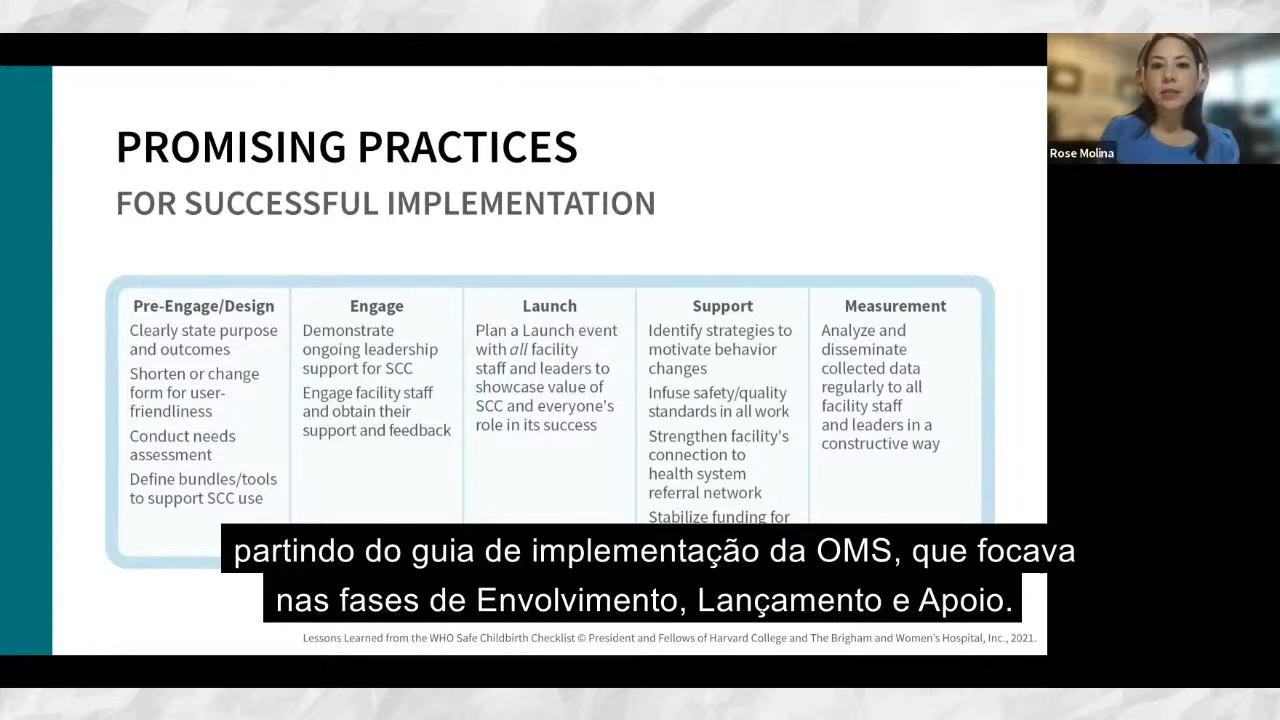 PROMISING PRACTICES
FOR SUCCESSFUL IMPLEMENTATION
Rose Molina
Pre-Engage/Design
Clearly state purpose
and outcomes
Shorten or change
form for user-
friendliness
Conduct needs
assessment
Define bundles/tools
to support SCC use
Engage
Demonstrate
ongoing leadership
support for SCC
Engage facility staff
and obtain their
support and feedback
Launch
Plan a Launch event
with all facility
staff and leaders to
showcase value of
SCC and everyone's
role in its success
Support
Identify strategies to
motivate behavior
changes
Infuse safety/quality
standards in all work
Strengthen facility's
connection to
health system
referral network
Stabilize funding for
Measurement
Analyze and
disseminate
collected data
regularly to all
facility staff
and leaders in a
constructive way
partindo do guia de implementação da OMS, que focava
nas fases de Envolvimento, Lançamento e Apoio.
Lessons Learned from the WHO Safe Childbirth Checklist © President and Fellows of Harvard College and The Brigham and Women's Hospital, Inc., 2021.